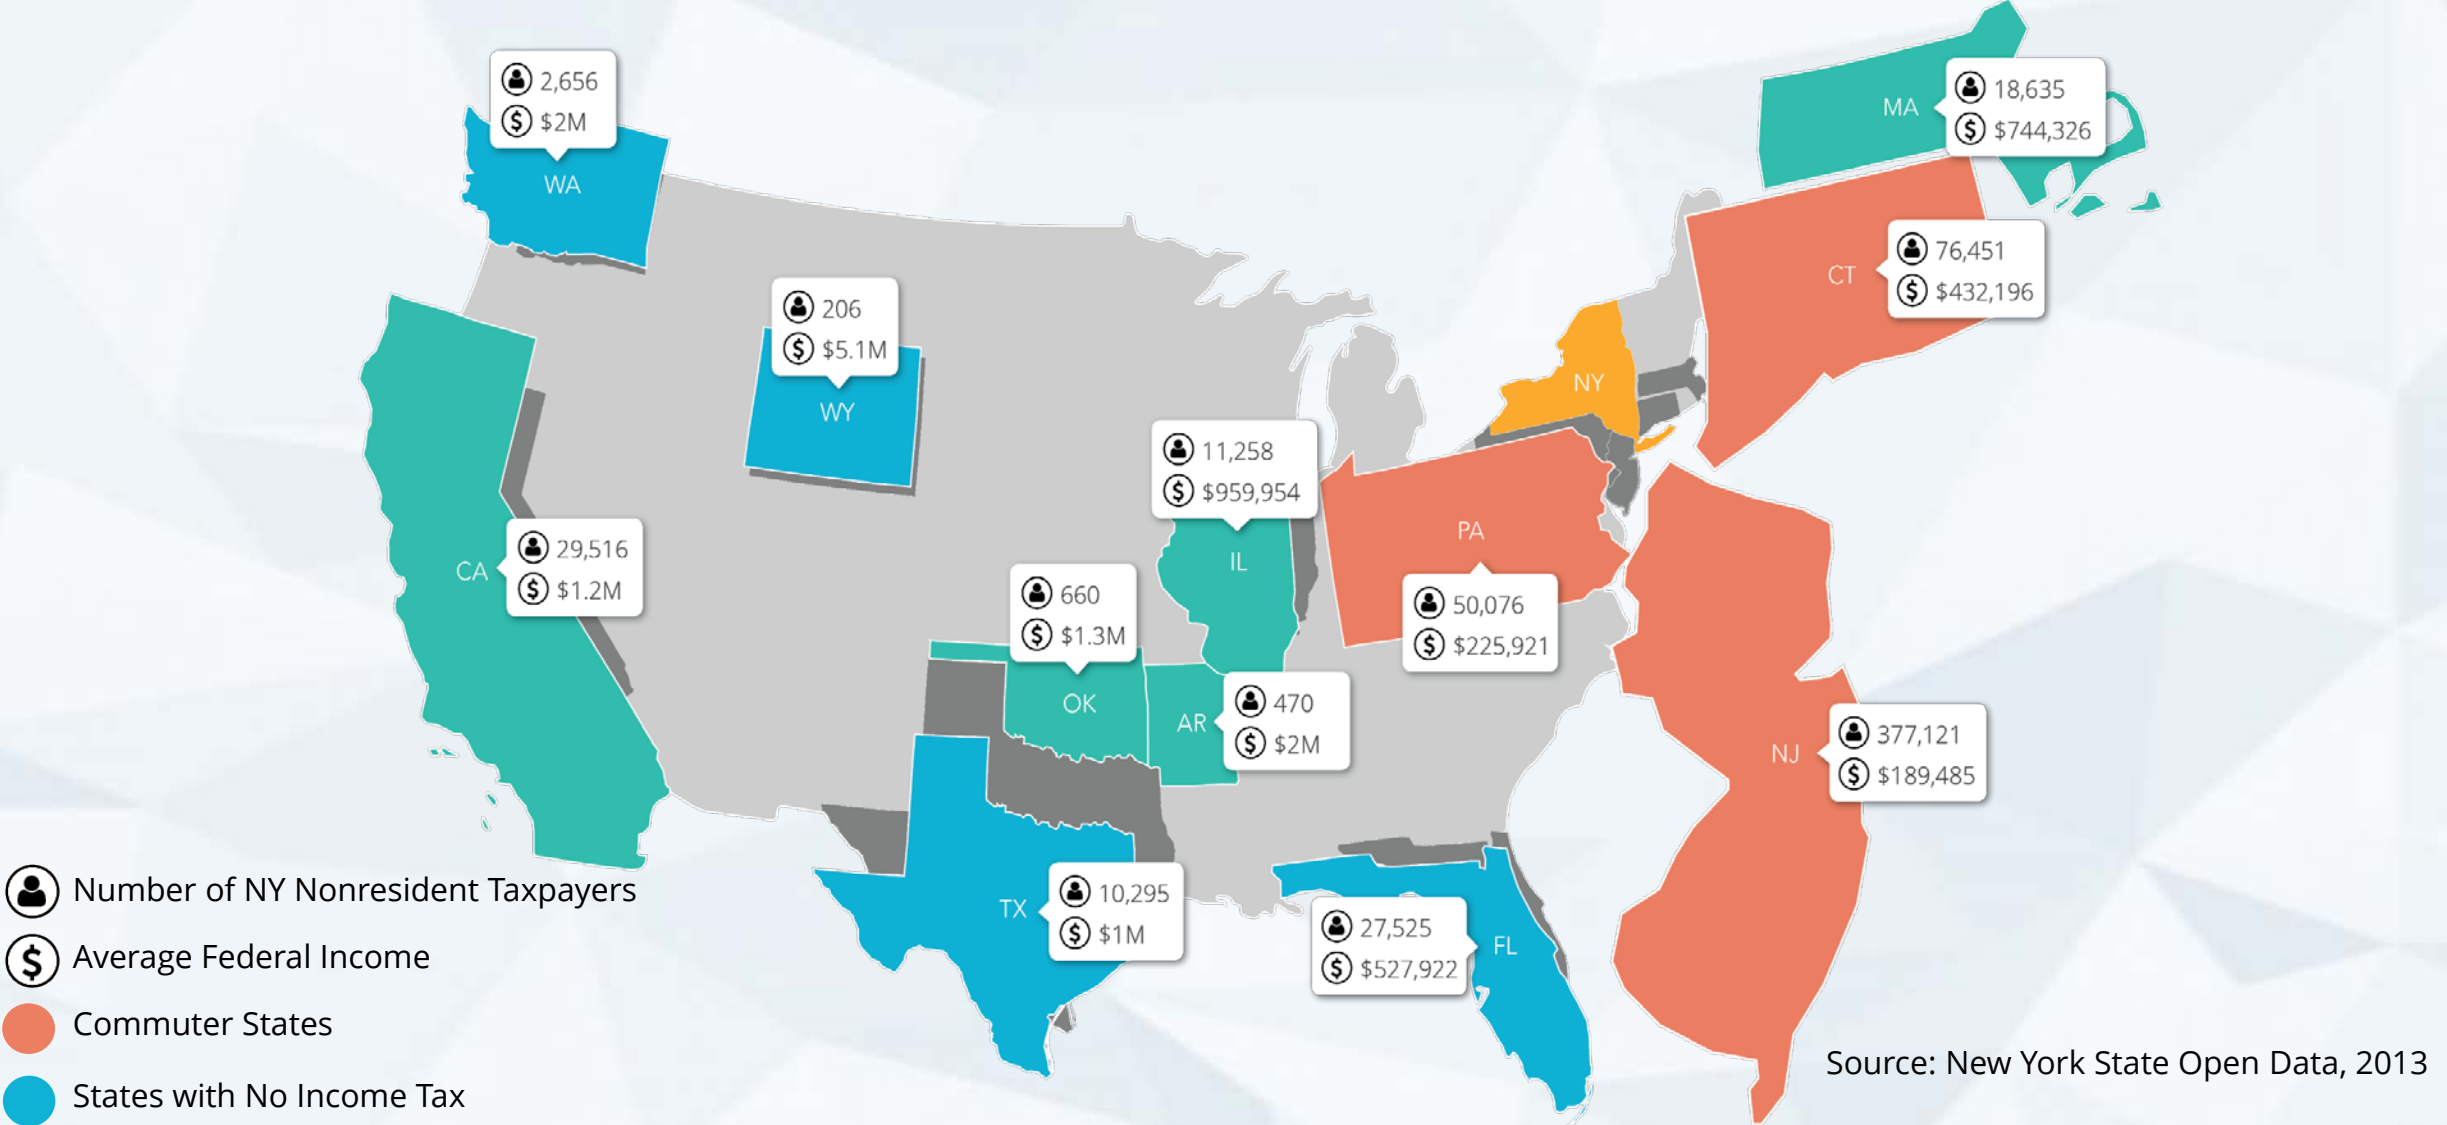 2,656
$2M
WA
18,635
$744,326
MA
76,451
$432,196
CT
206
$5.1M
WY
NY
11,258
$959,954
IL
PA
50,076
$225,921
29,516
$1.2M
CA
660
$1.3M
OK
470
$2M
AR
377,121
$189,485
NJ
10,295
$1M
TX
27,525
$527,922
FL
Number of NY Nonresident Taxpayers
$ Average Federal Income
Commuter States
States with No Income Tax
Source: New York State Open Data, 2013